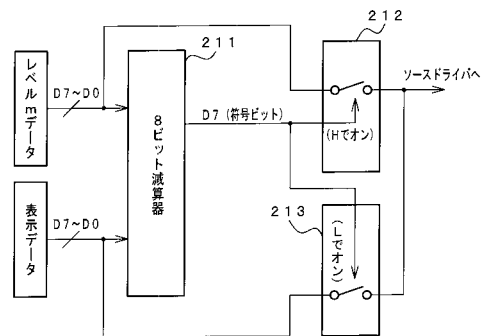 211
212
レベルmデータ
D7~D0
8ビット減算器
D7(符号ビット)
(Hでオン)
ソースドライバへ
表示データ
D7~D0
213
(Lでオン)